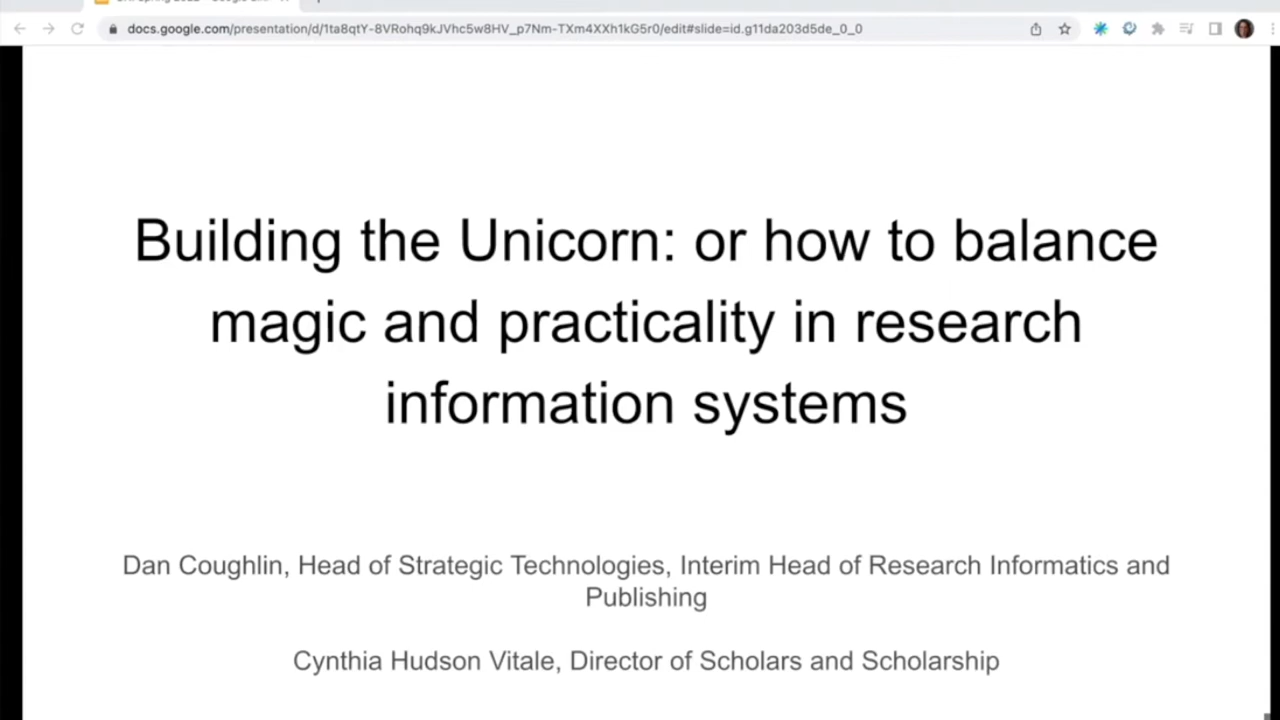 docs.google.com/presentation/d/1ta8qtY-8VRohq9kJVhc5w8HV_p7Nm-TXm4XXh1kG5r0/edit#slide=id.g11da203d5de_0_0
Building the Unicorn: or how to balance
magic and practicality in research
information systems
Dan Coughlin, Head of Strategic Technologies, Interim Head of Research Informatics and
Publishing
Cynthia Hudson Vitale, Director of Scholars and Scholarship